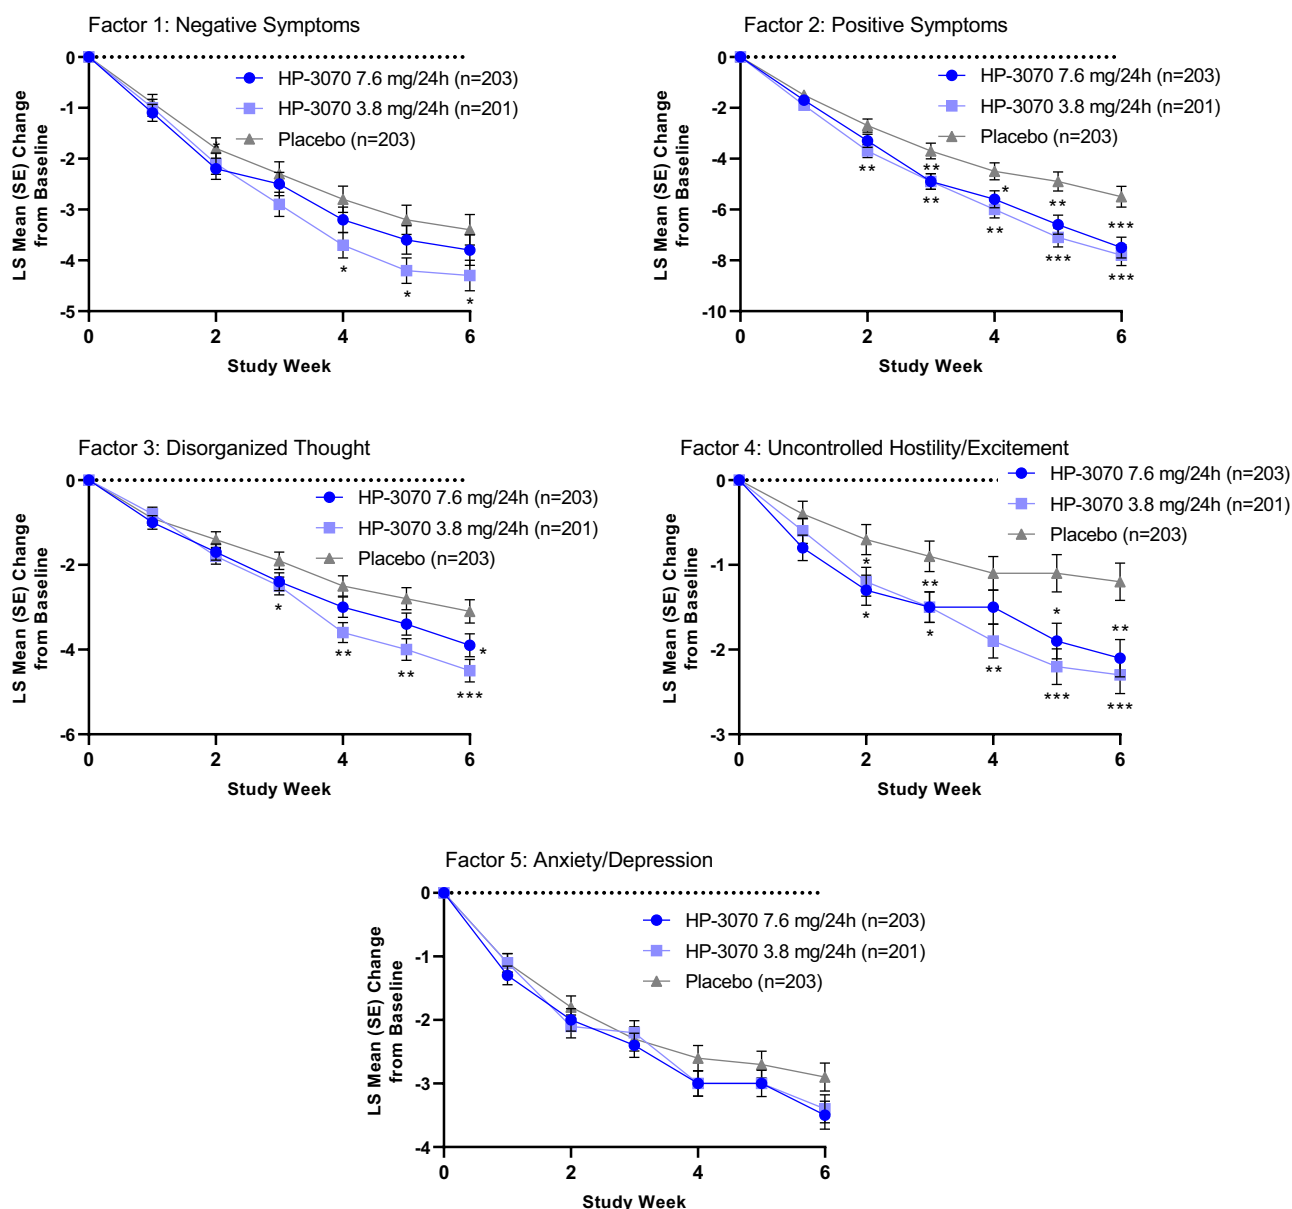 Factor 1: Negative Symptoms
LS Mean (SE) Change
from Baseline
0
-1
-2
-3
-4
-5
HP-3070 7.6 mg/24h (n=203)
HP-3070 3.8 mg/24h (n=201)
Placebo (n=203)
*
*
*
*
0 2 4 6
Study Week
Factor 2: Positive Symptoms
LS Mean (SE) Change
from Baseline
0
-2
-4
-6
-8
-10
HP-3070 7.6 mg/24h (n=203)
HP-3070 3.8 mg/24h (n=201)
Placebo (n=203)
**
**
**
*
**
**
***
***
***
0 2 4 6
Study Week
Factor 3: Disorganized Thought
LS Mean (SE) Change
from Baseline
0
-2
-4
-6
HP-3070 7.6 mg/24h (n=203)
HP-3070 3.8 mg/24h (n=201)
Placebo (n=203)
*
**
**
*
***
0 2 4 6
Study Week
Factor 4: Uncontrolled Hostility/Excitement
LS Mean (SE) Change
from Baseline
0
-1
-2
-3
HP-3070 7.6 mg/24h (n=203)
HP-3070 3.8 mg/24h (n=201)
Placebo (n=203)
*
*
**
*
**
*
***
**
***
0 2 4 6
Study Week
Factor 5: Anxiety/Depression
LS Mean (SE) Change
from Baseline
0
-1
-2
-3
-4
HP-3070 7.6 mg/24h (n=203)
HP-3070 3.8 mg/24h (n=201)
Placebo (n=203)
0 2 4 6
Study Week